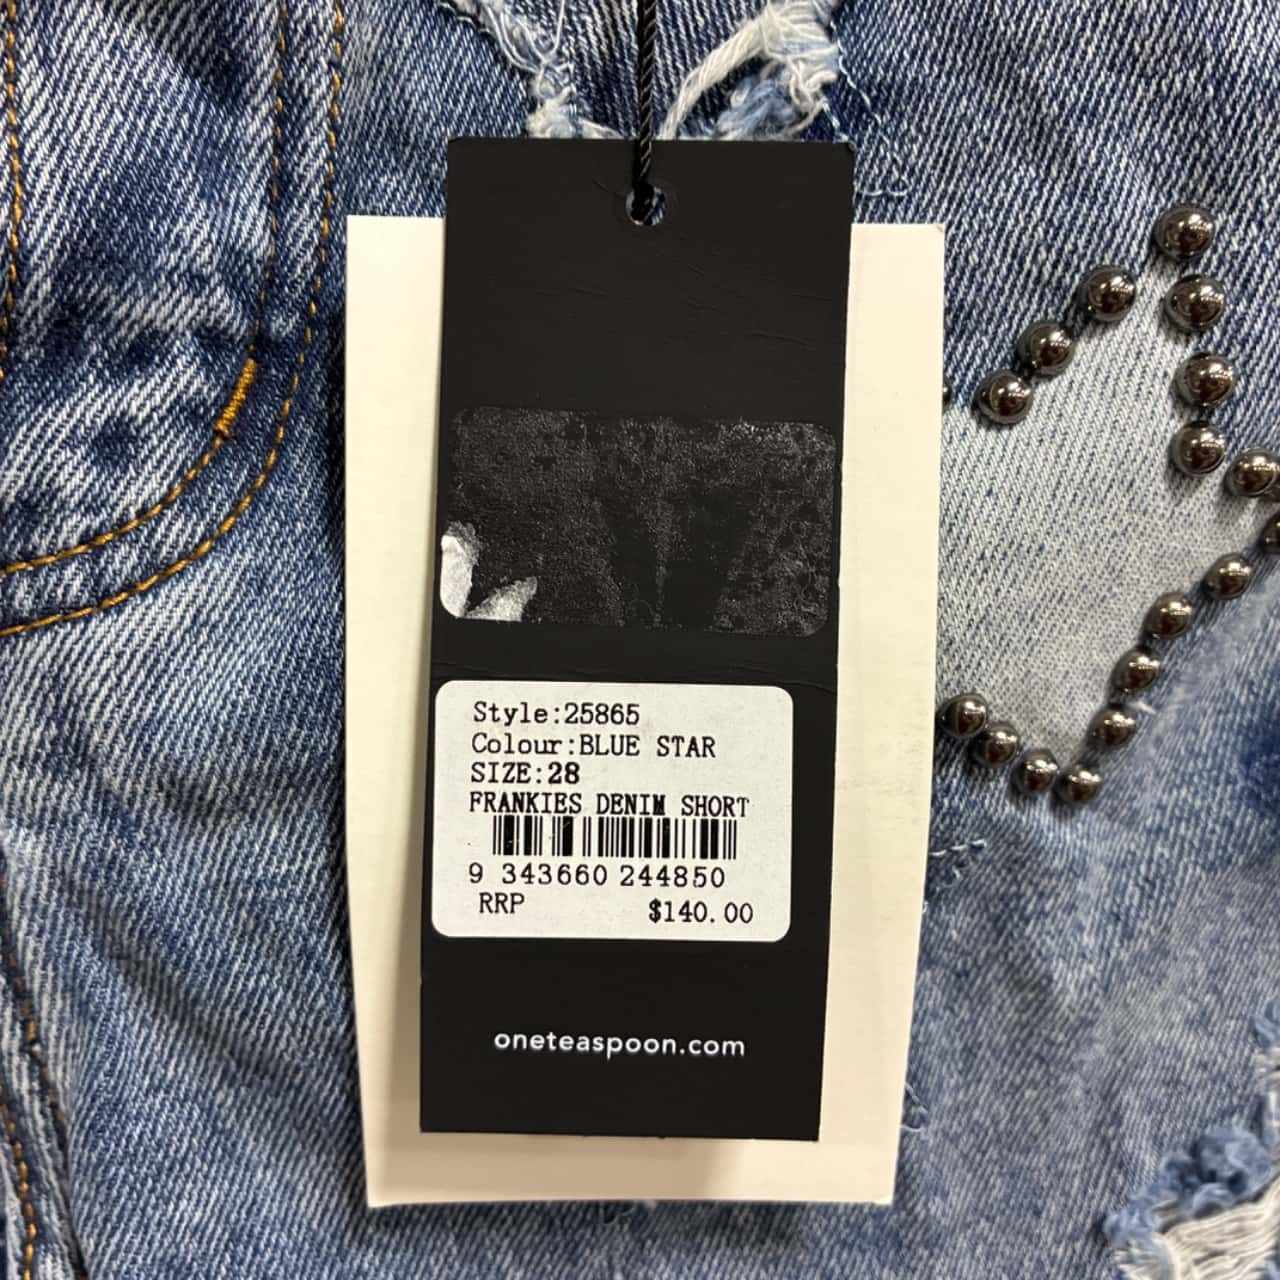 Style:25865
Colour:BLUE STAR
SIZE:28
FRANKIES DENIM SHORT
9 343660 244850
RRP $140.00
oneteaspoon.com